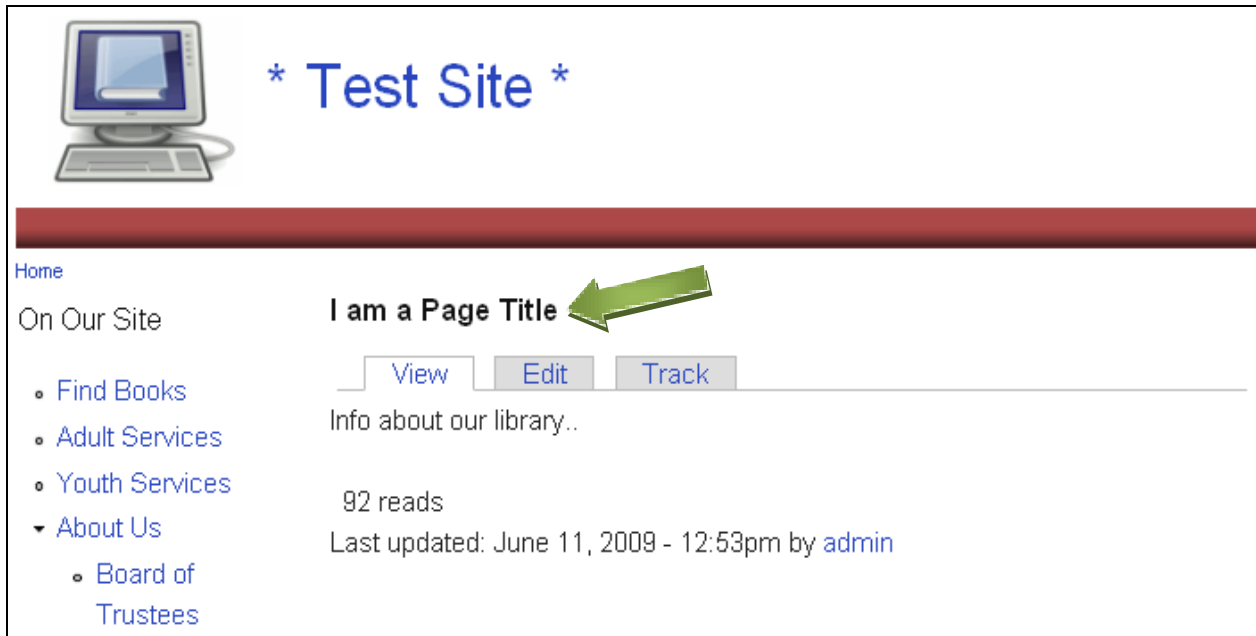 * Test Site *
Home
On Our Site
Find Books
Adult Services
Youth Services
About Us
Board of
Trustees
I am a Page Title
View Edit Track
Info about our library..
92 reads
Last updated: June 11, 2009 - 12:53pm by admin